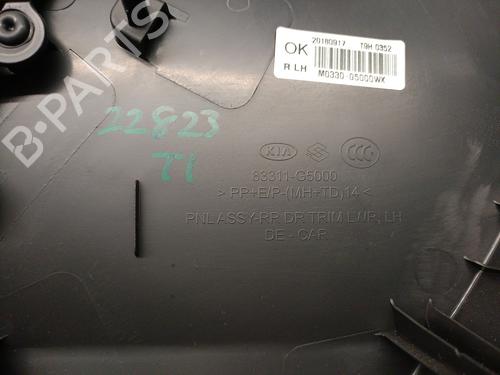 OK
20180917 T9H 0352
R LH M0330-G5000WK
22823
T1
KIA CCC
83311-G5000
>PP+E/P-(MH+TD)14<
PNL ASSY-RR DR TRIM LWR, LH
DE - CAR
B-PARTS